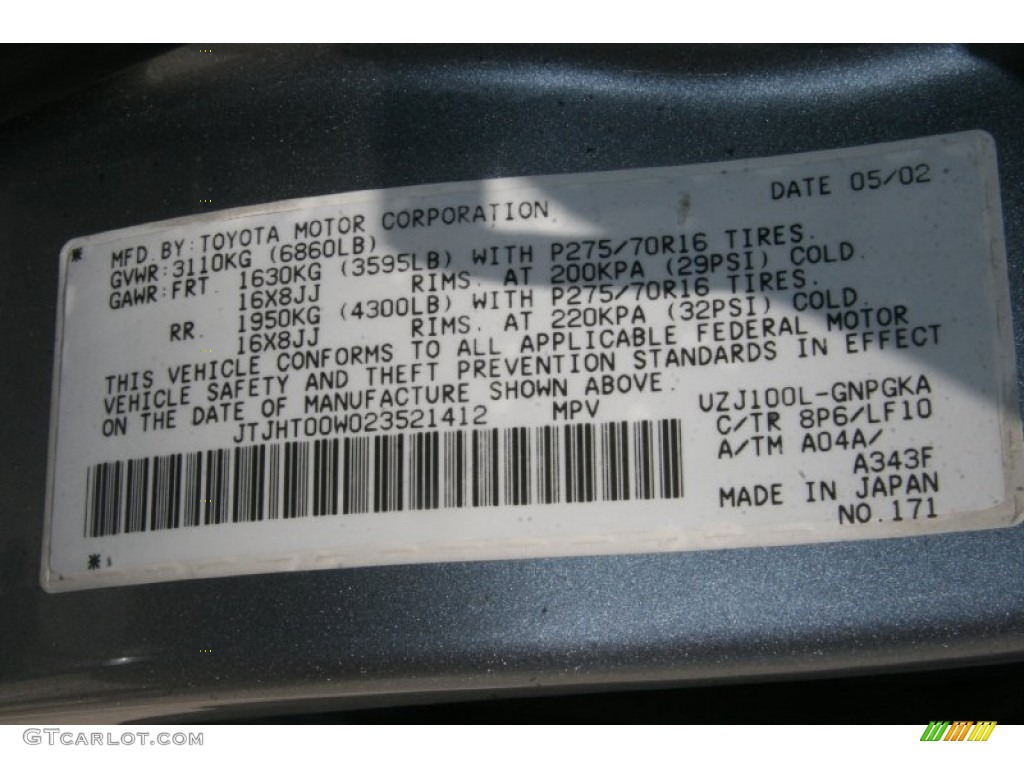 DATE 05/02
MFD. BY: TOYOTA MOTOR CORPORATION
GVWR: 3110KG (6860LB)
GAWR: FRT. 1630KG (3595LB) WITH P275/70R16 TIRES.
16X8JJ RIMS. AT 200KPA (29PSI) COLD.
RR. 1950KG (4300LB) WITH P275/70R16 TIRES.
16X8JJ RIMS. AT 220KPA (32PSI) COLD.
THIS VEHICLE CONFORMS TO ALL APPLICABLE FEDERAL MOTOR
VEHICLE SAFETY AND THEFT PREVENTION STANDARDS IN EFFECT
ON THE DATE OF MANUFACTURE SHOWN ABOVE.
JTJHT00W023521412 MPV
UZJ100L-GNPGKA
C/TR 8P6/LF10
A/TM A04A/
A343F
MADE IN JAPAN
NO. 171
GTCarlot.com